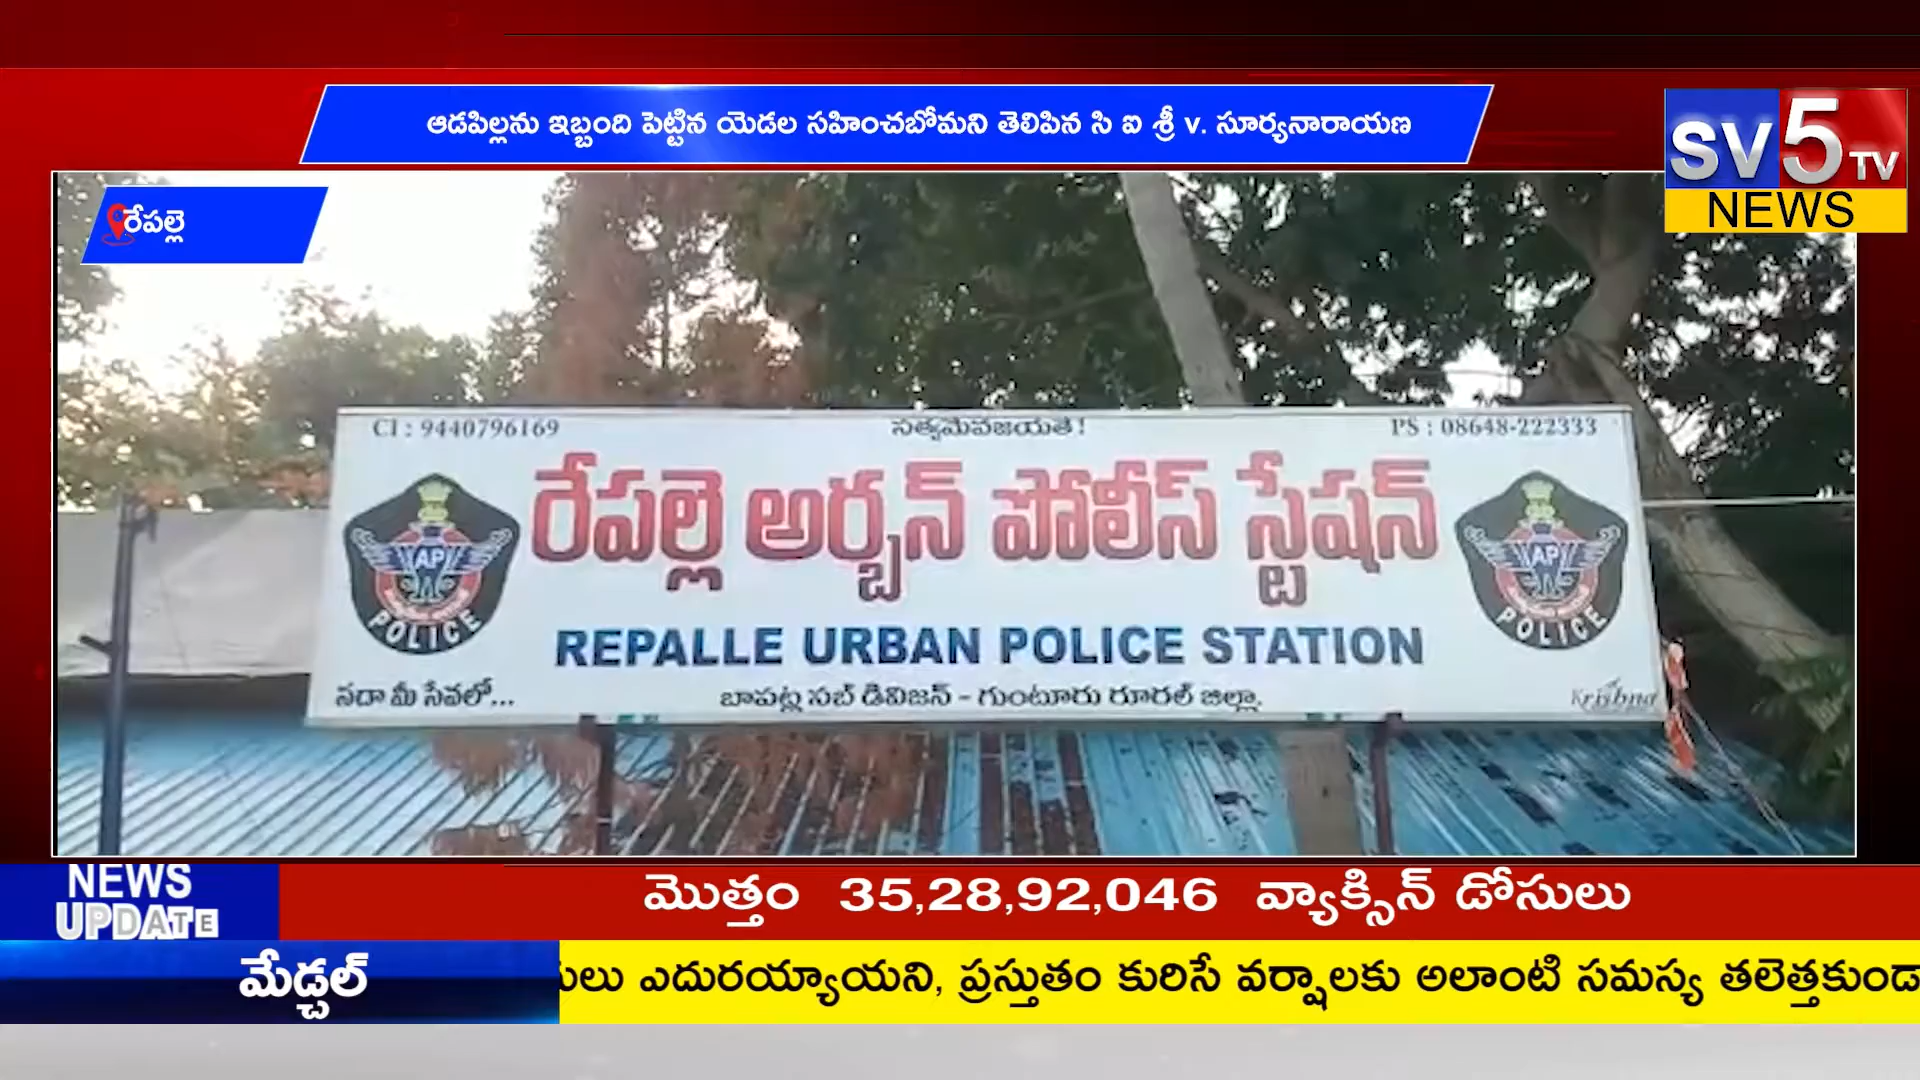 ఆడపిల్లను ఇబ్బంది పెట్టిన యెడల సహించబోమని తెలిపిన సి ఐ శ్రీ v. సూర్యనారాయణ
SV5TV
NEWS
రేపల్లె
CI : 9440796169 సత్యమేవజయతే! PS : 08648-222333
రేపల్లె అర్బన్ పోలీస్ స్టేషన్
AP POLICE
AP POLICE
REPALLE URBAN POLICE STATION
సదా మీ సేవలో... బాపట్ల సబ్ డివిజన్ - గుంటూరు రూరల్ జిల్లా. Krishna
NEWS UPDATE
మొత్తం 35,28,92,046 వ్యాక్సిన్ డోసులు
మేడ్చల్
ఎదురయ్యాయని, ప్రస్తుతం కురిసే వర్షాలకు అలాంటి సమస్య తలెత్తకుండా